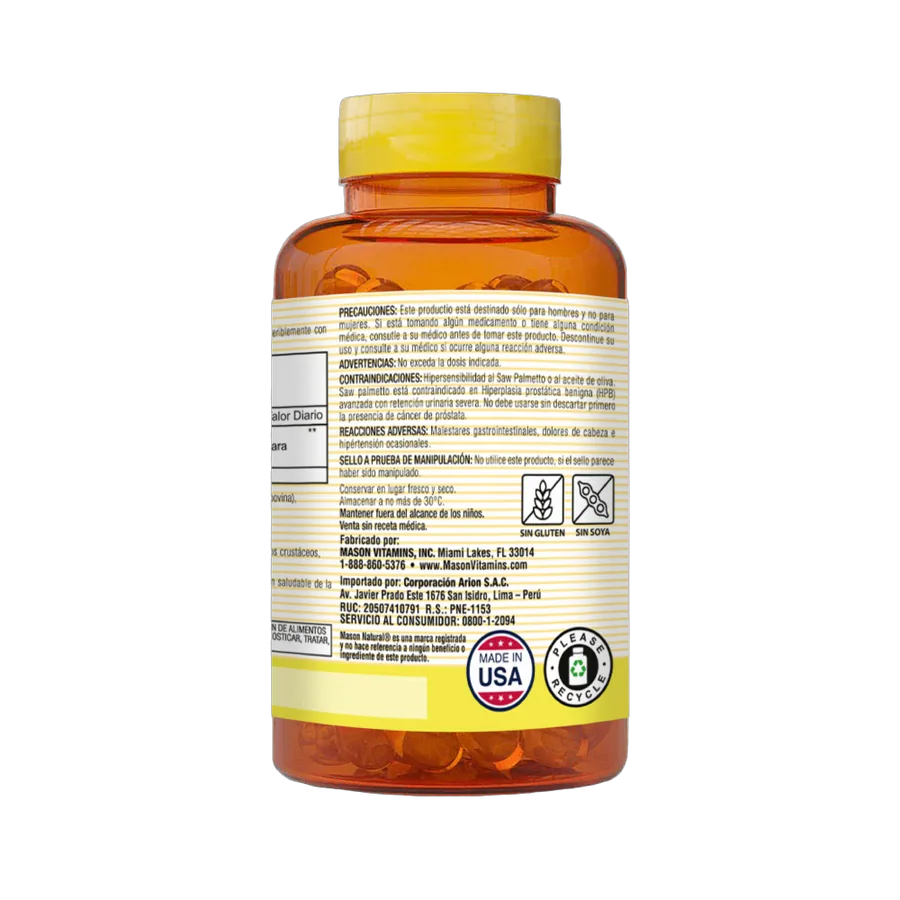 PRECAUCIONES: Este productio está destinado sólo para hombres y no para
mujeres. Si está tomando algún medicamento o tiene alguna condición
médica, consulte a su médico antes de tomar este producto. Descontinúe su
uso y consulte a su médico si ocurre alguna reacción adversa.
ADVERTENCIAS: No exceda la dosis indicada.
CONTRAINDICACIONES: Hipersensibilidad al Saw Palmetto o al aceite de oliva.
Saw palmetto está contraindicado en Hiperplasia prostática benigna (HPB)
avanzada con retención urinaria severa. No debe usarse sin descartar primero
la presencia de cáncer de próstata.
REACCIONES ADVERSAS: Malestares gastrointestinales, dolores de cabeza e
hipértensión ocasionales.
SELLO A PRUEBA DE MANIPULACIÓN: No utilice este producto, si el sello parece
haber sido manipulado.
Conservar en lugar fresco y seco.
Almacenar a no más de 30°C.
Mantener fuera del alcance de los niños.
Venta sin receta médica.
Fabricado por:
MASON VITAMINS, INC. Miami Lakes, FL 33014
1-888-860-5376 • www.MasonVitamins.com
Importado por: Corporación Arion S.A.C.
Av. Javier Prado Este 1676 San Isidro, Lima – Perú
RUC: 20507410791 R.S.: PNE-1153
SERVICIO AL CONSUMIDOR: 0800-1-2094
Mason Natural® es una marca registrada
y no hace referencia a ningún beneficio o
ingrediente de este producto.
SIN GLUTEN
SIN SOYA
MADE IN
USA
PLEASE
RECYCLE
con
alor Diario
**
ara
bovina),
os crustáceos,
n saludable de la
N DE ALIMENTOS
OSTICAR, TRATAR,